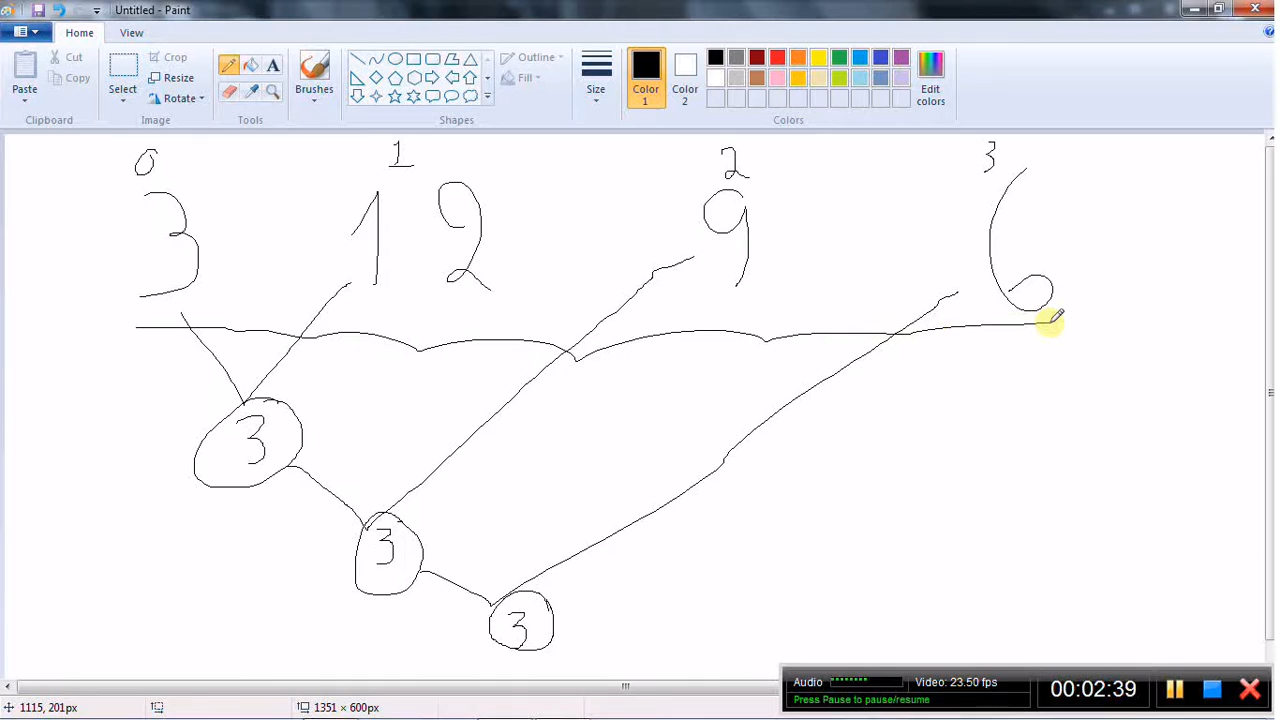 Untitled - Paint
Home View
Paste
Cut
Copy
Clipboard
Select
Crop
Resize
Rotate
Image
A
Tools
Brushes
Outline
Fill
Shapes
Size
Color 1
Color 2
Edit colors
Colors
0 1 2 3
3 12 9 6
3
3
3
Audio Video: 23.50 fps
Press Pause to pause/resume
00:02:39
1115, 201px 1351 × 600px